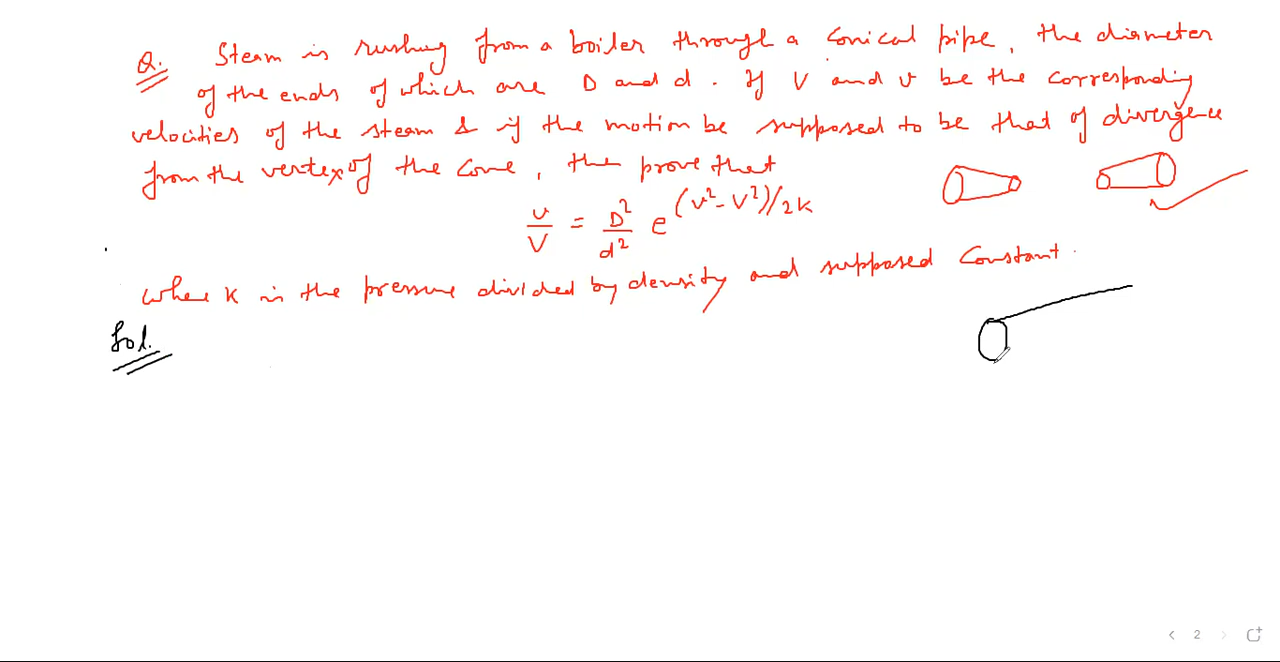 Q. Steam is rushing from a boiler through a conical pipe, the diameter
of the ends of which are D and d. If V and v be the corresponding
velocities of the steam & if the motion be supposed to be that of divergence
from the vertex of the cone, then prove that
v/V = D²/d² e^(v²-V²)/2K
where K is the pressure divided by density and supposed constant.
Sol.
< 2 >